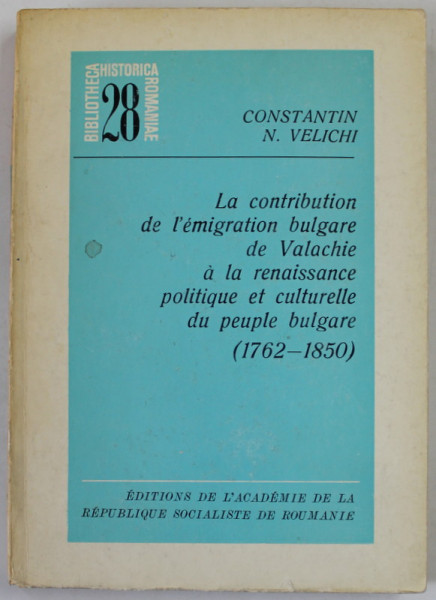 BIBLIOTHECA
HISTORICA
ROMANIAE
28
CONSTANTIN
N. VELICHI
La contribution
de l'émigration bulgare
de Valachie
à la renaissance
politique et culturelle
du peuple bulgare
(1762—1850)
ÉDITIONS DE L'ACADÉMIE DE LA
RÉPUBLIQUE SOCIALISTE DE ROUMANIE